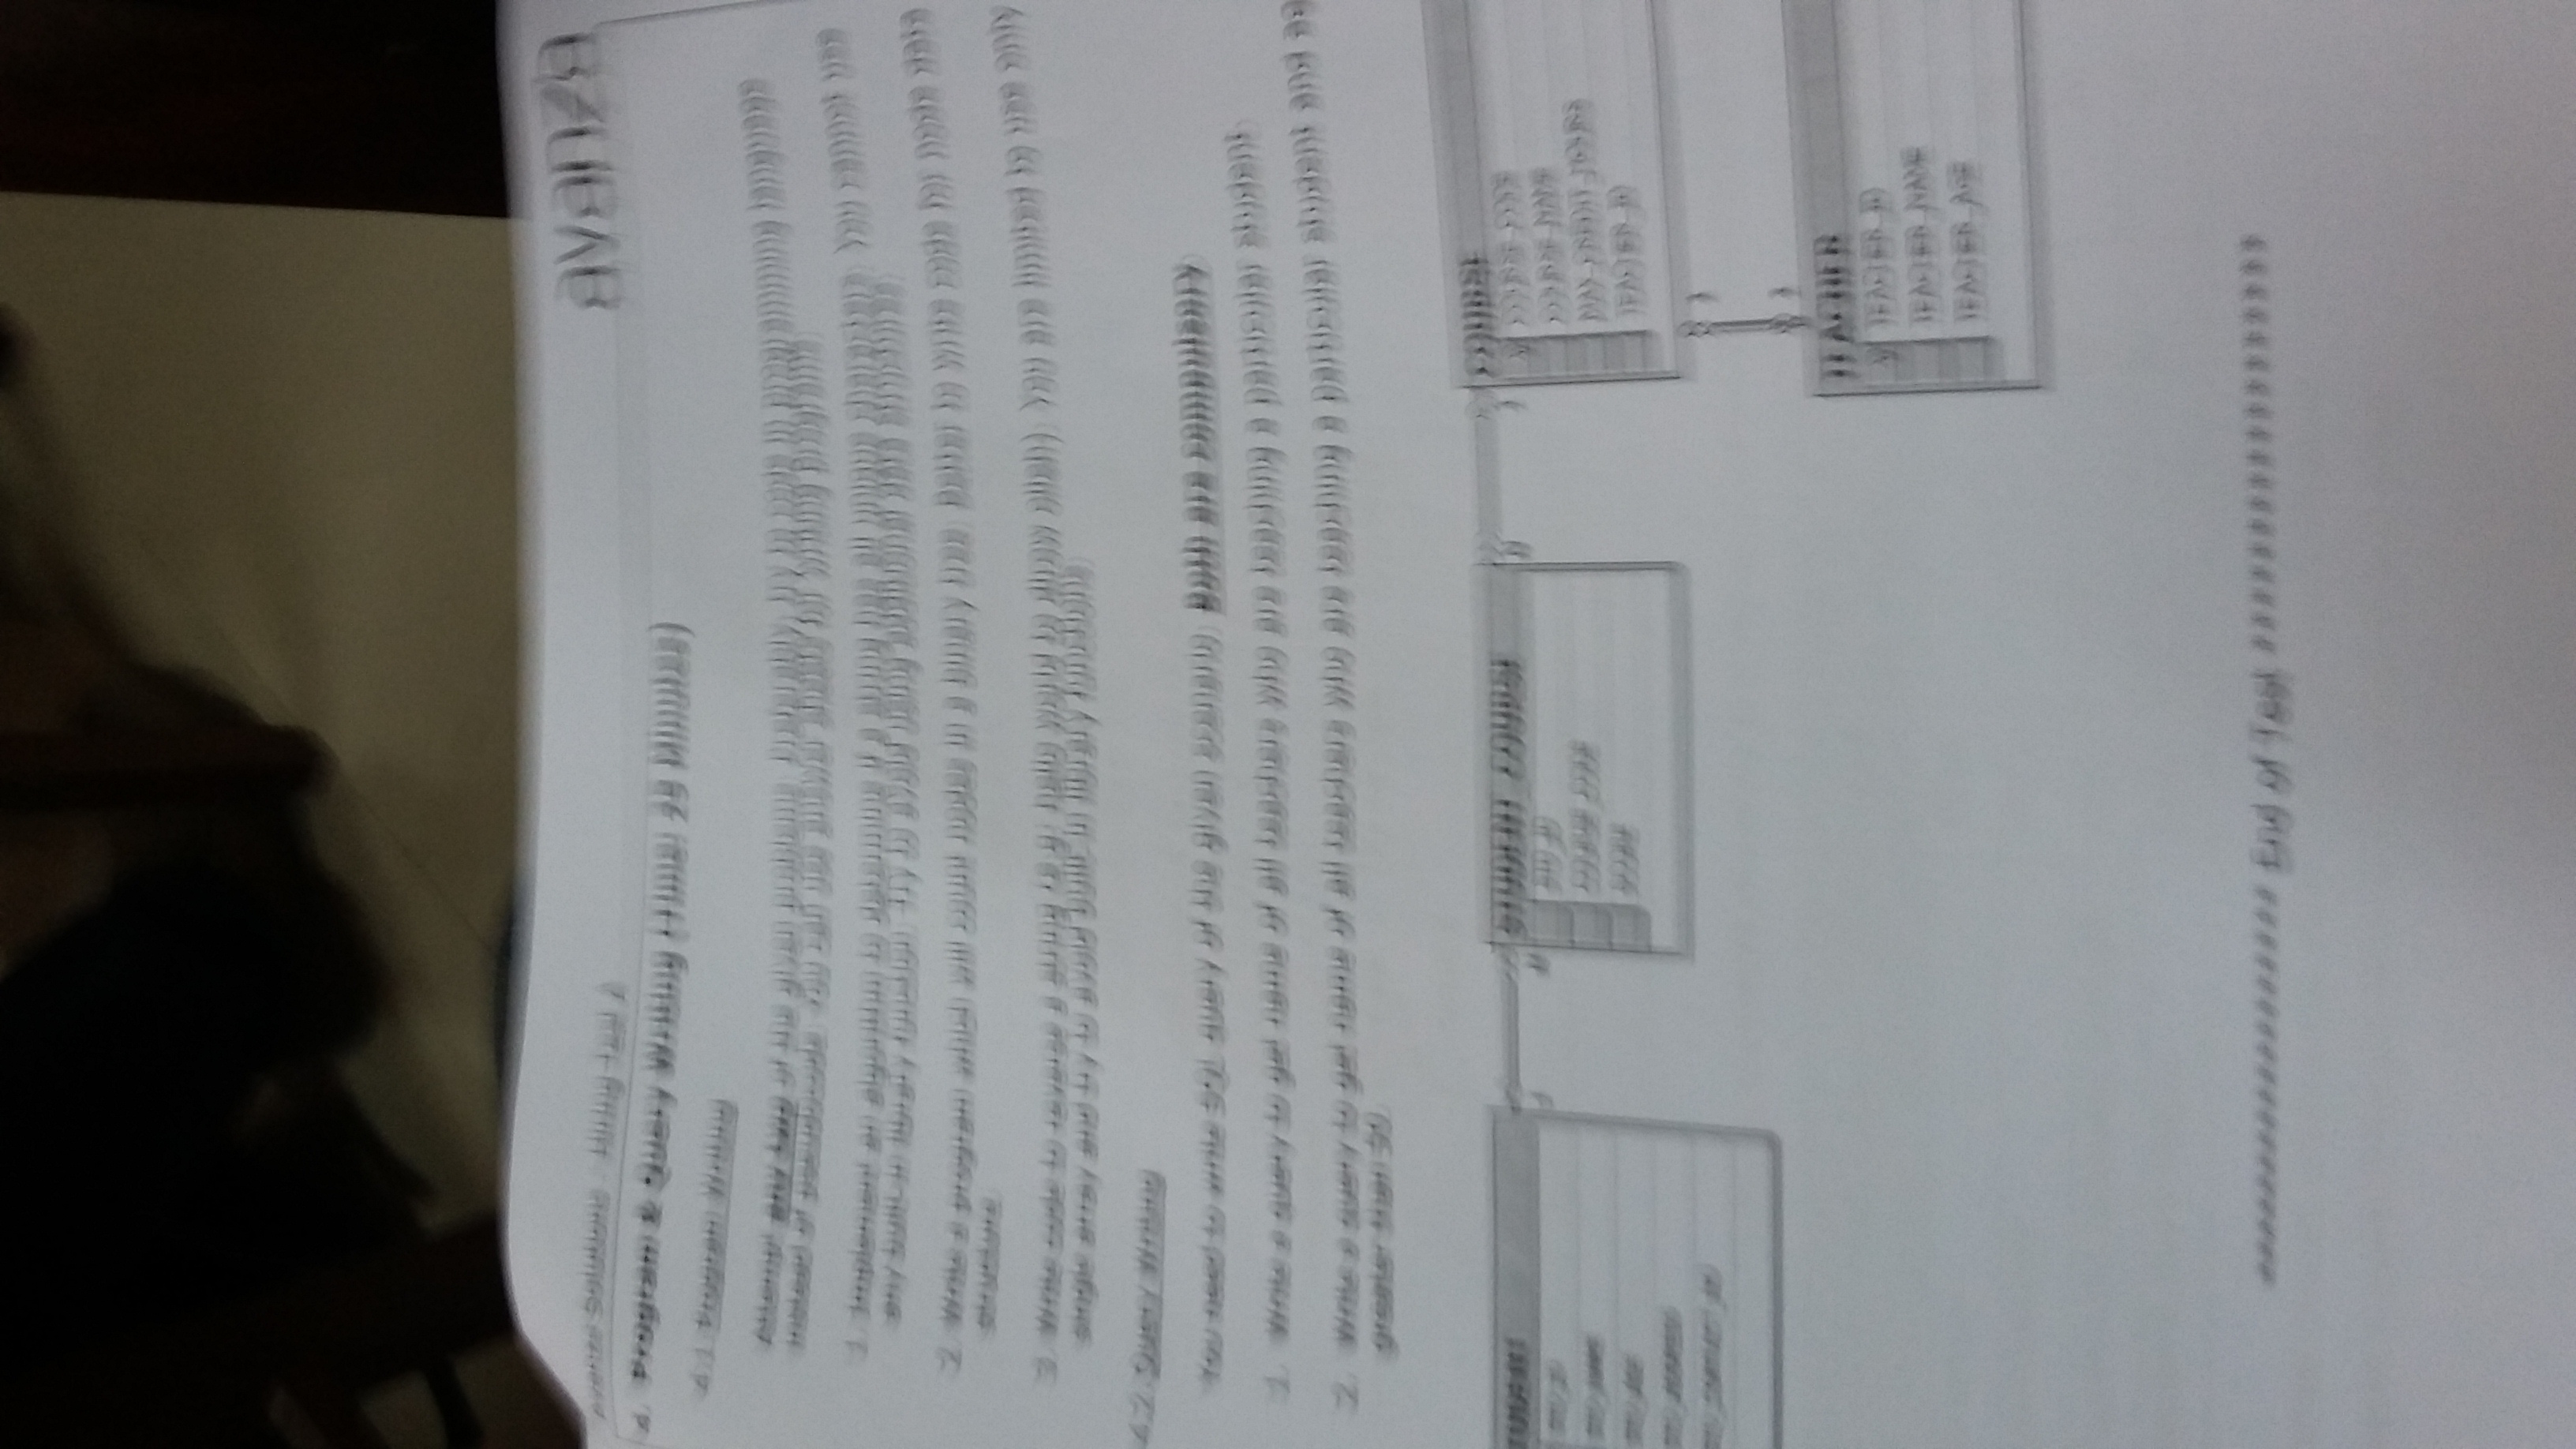 avanza
Avanza Solutions - Hiring Test A
4. Program & Query Writing (Time: 25 Minutes)
4.1 Program Writing
Attempt any two of the given problems. Preferably, try to code in programming language
instead of pseudocode. You can use answer sheets for writing programs.
1. Implement an algorithm to determine if a string has all unique characters. You cannot use
any built-in library function. Try to avoid using additional data structures.
2. Write a program which will count nodes in a binary tree. Better to write code for node data
structure.
3. Write code to reverse a string (e.g: hello world to dlrow olleh). You are limited to use only
single array and try to avoid built-in library functions.
4.2 Query Writing
You need to write SQL query of the given scenario. Both are compulsory.
1. Write a query to get name of all teachers who are teaching a particular student.
2. Write a query to get name of all teachers who are teaching a particular student and ag
greater than 50.
STU_ID
STU_NAME
STU_AGE
STU_ADDRESS
STUDENT_COURSE
STU_ID
COURSE_CODE
SCORE
COURSE
COURSE_CODE
COURSE_NAME
MAX_CREDIT_HOURS
TEACHER_ID
TEACHER
TEACHER_ID
TEACHER_NAME
TEACHER_AGE
End of Test